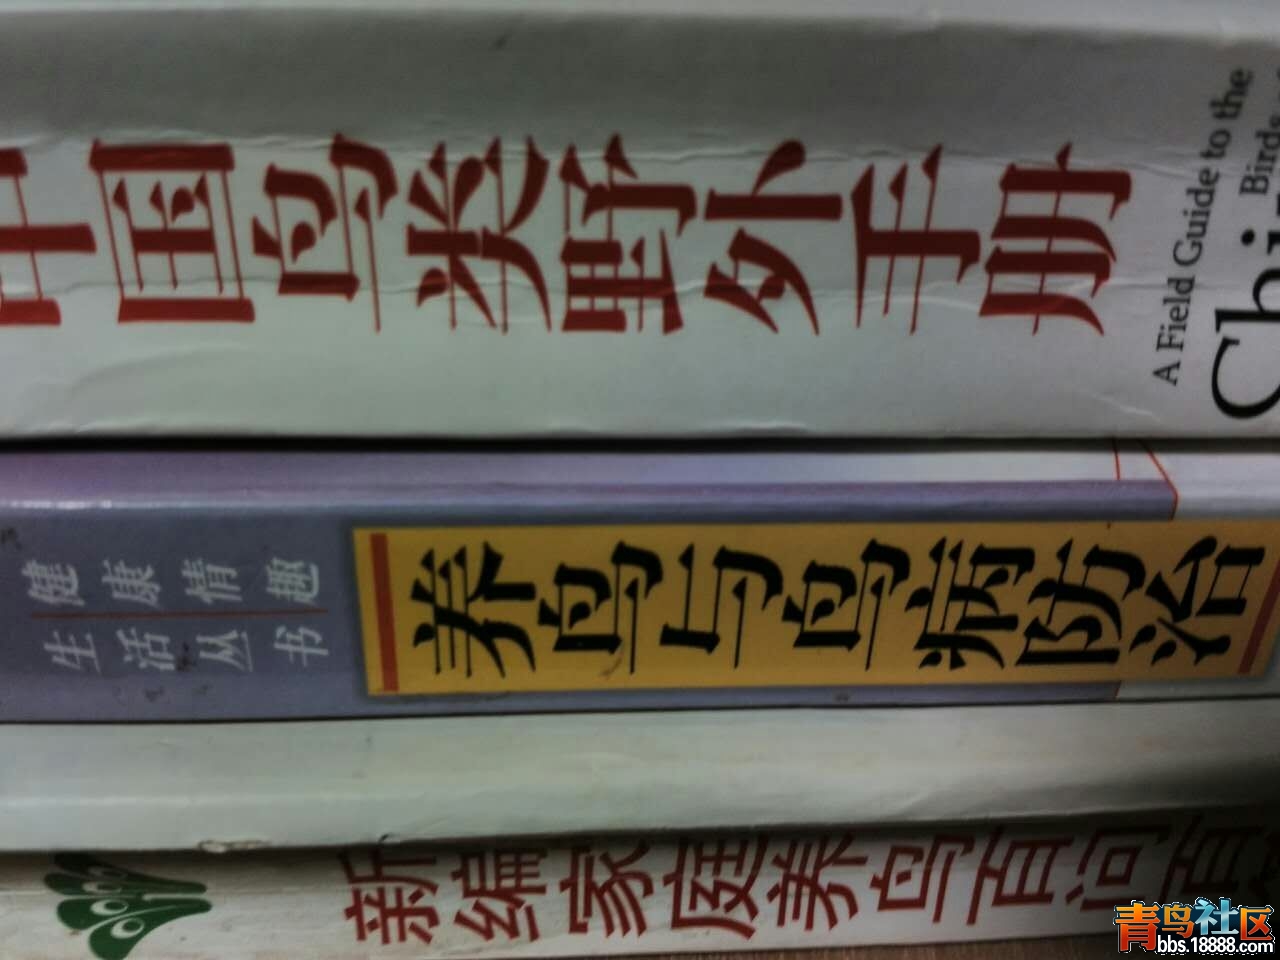 中国鸟类野外手册
A Field Guide to the
Birds
Chi
健康情趣
生活丛书
养鸟与鸟病防治
新编家庭养鸟百问百
青鸟社区
bbs.18888.com